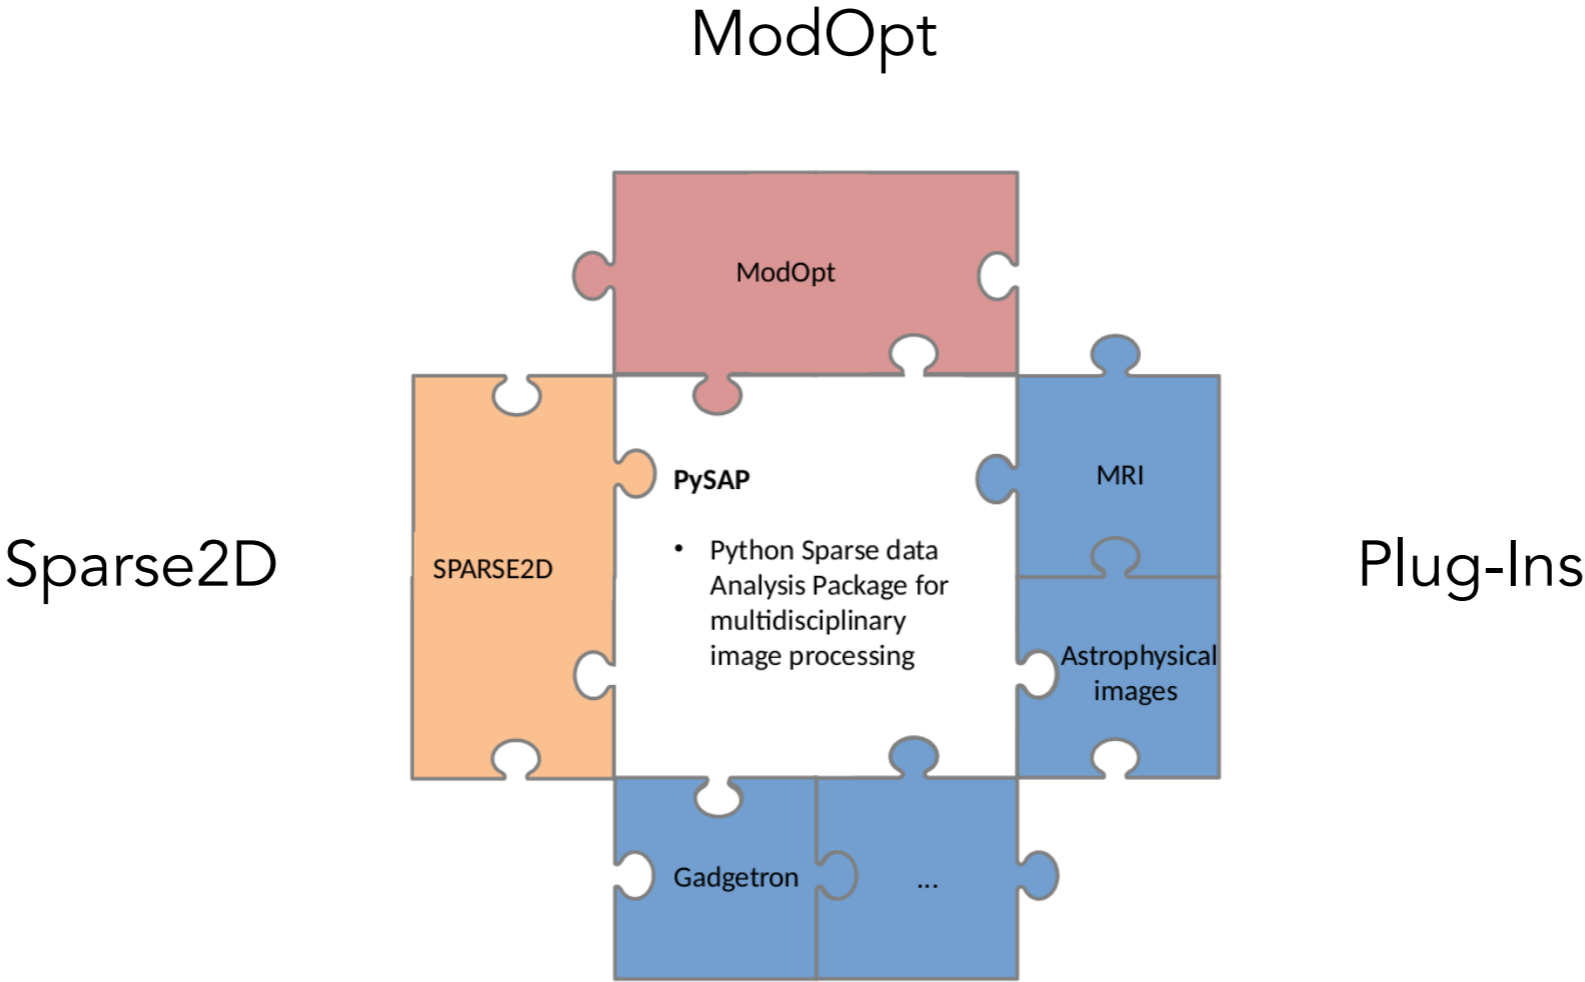 ModOpt
ModOpt
Sparse2D
SPARSE2D
PySAP
• Python Sparse data
Analysis Package for
multidisciplinary
image processing
MRI
Astrophysical
images
Plug-Ins
Gadgetron
...